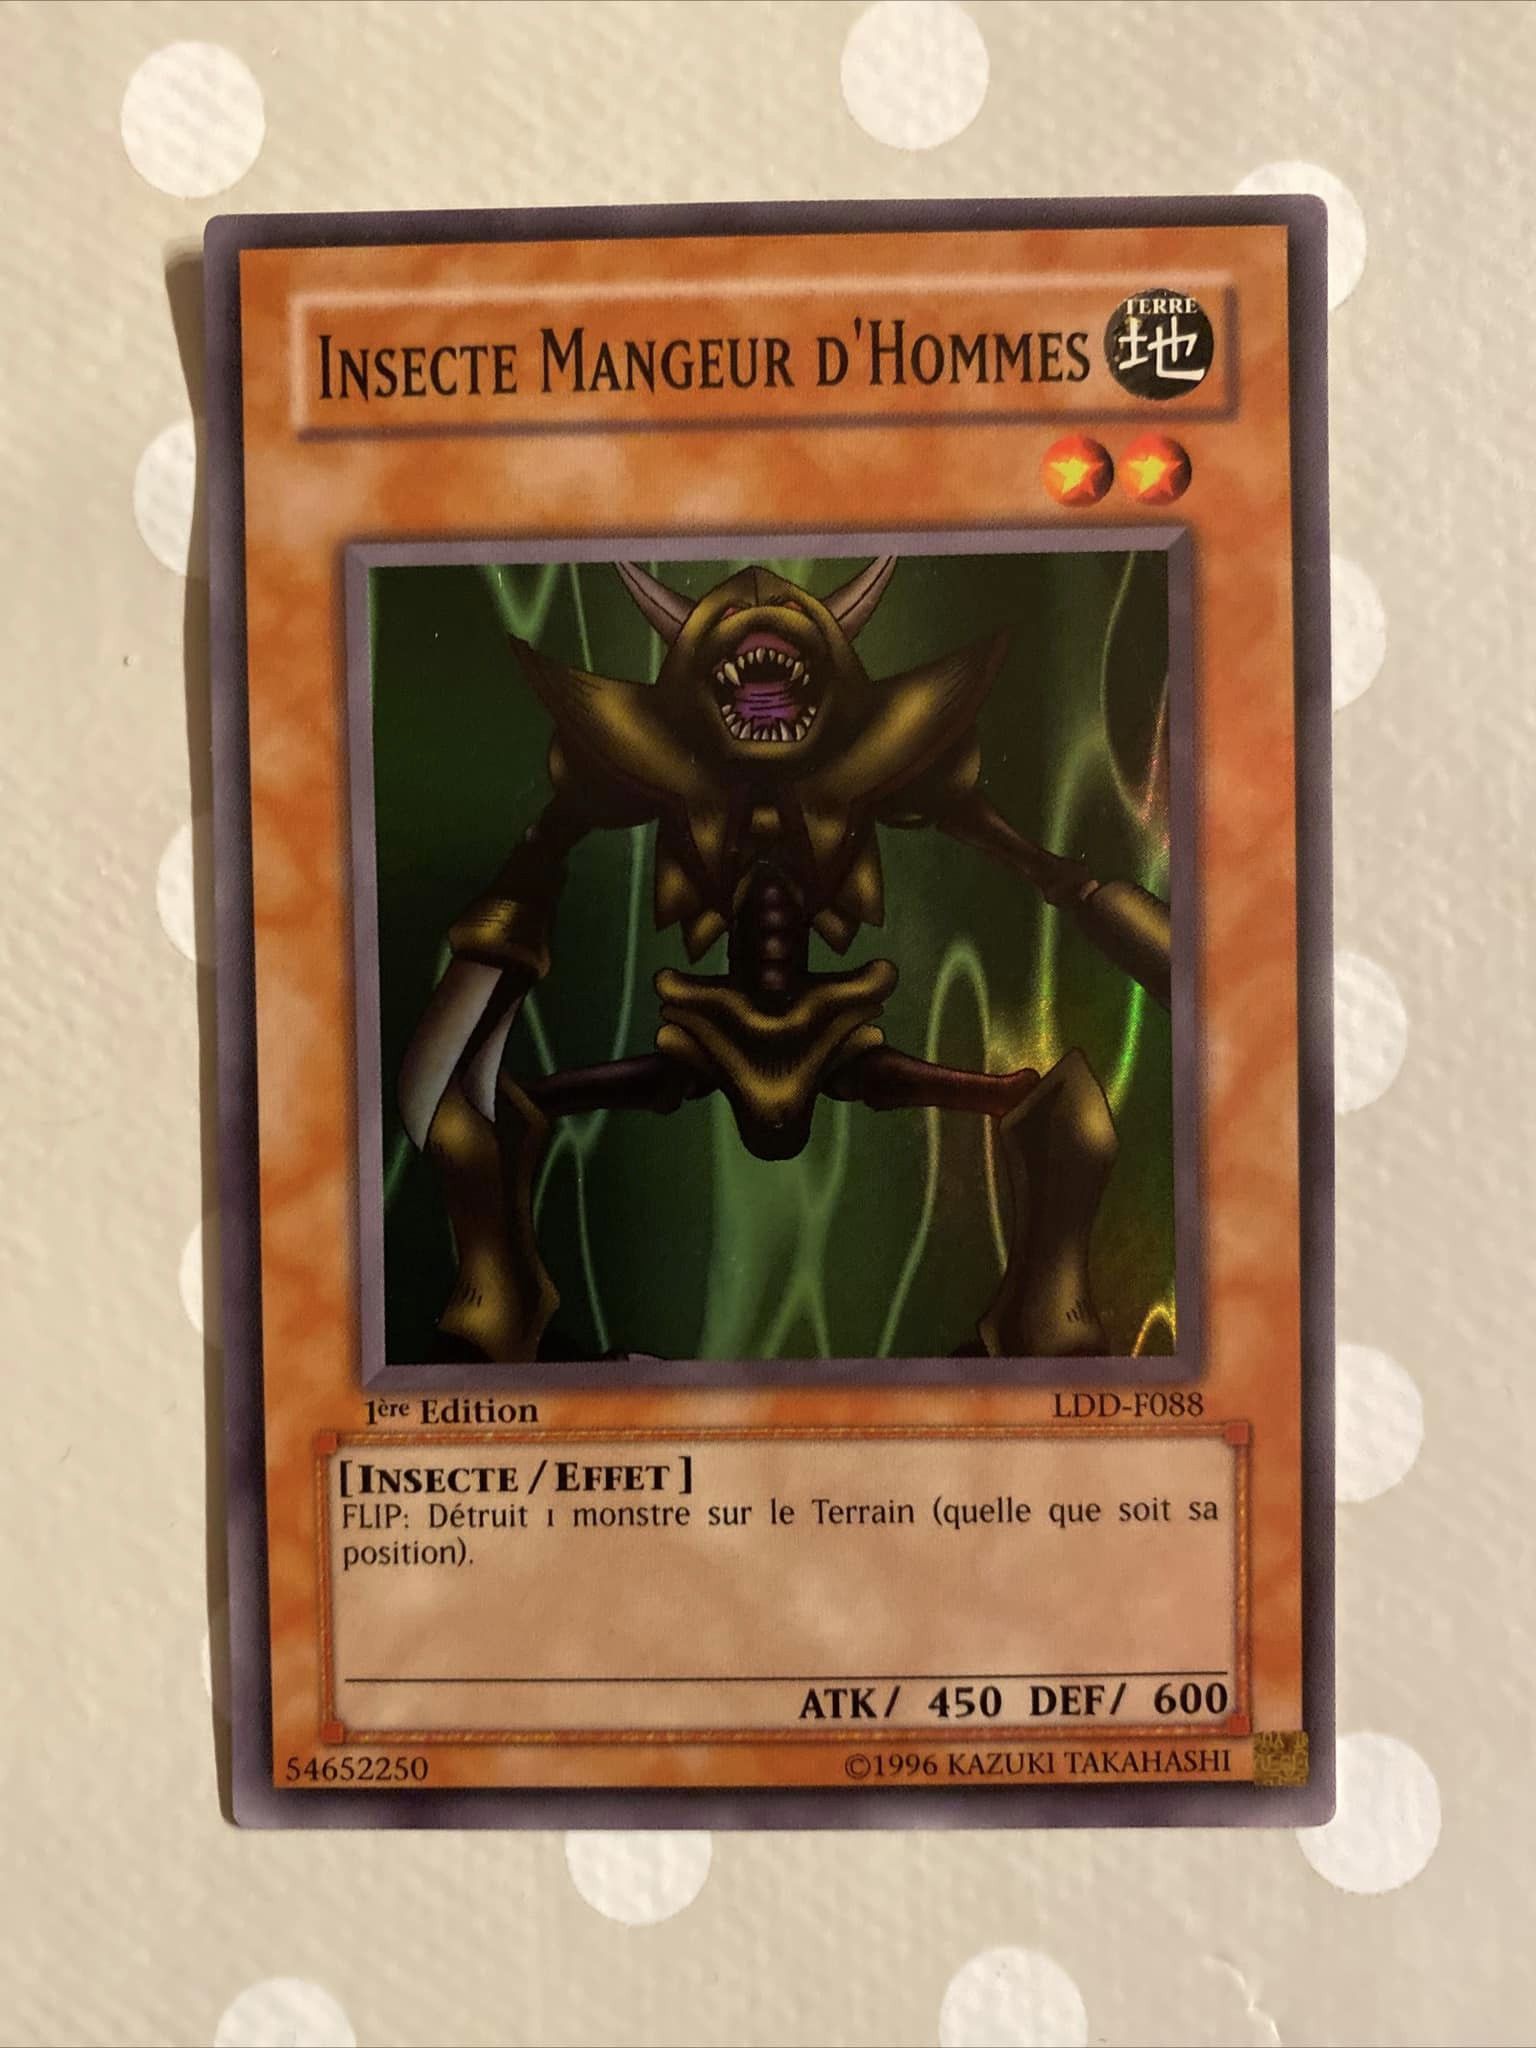 INSECTE MANGEUR D'HOMMES
TERRE
地
1ère Edition
LDD-F088
[INSECTE / EFFET]
FLIP: Détruit 1 monstre sur le Terrain (quelle que soit sa
position).
ATK/ 450 DEF/ 600
54652250
©1996 KAZUKI TAKAHASHI